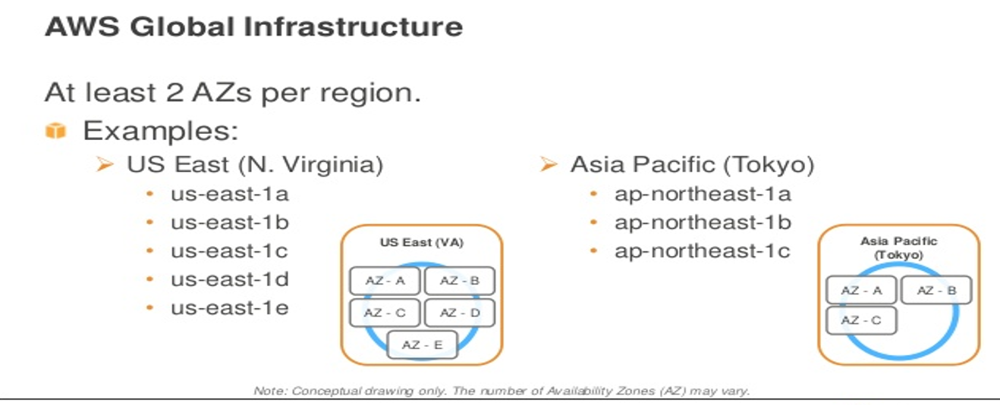 AWS Global Infrastructure
At least 2 AZs per region.
Examples:
US East (N. Virginia)
us-east-1a
us-east-1b
us-east-1c
us-east-1d
us-east-1e
US East (VA)
AZ - A
AZ - B
AZ - C
AZ - D
AZ - E
Asia Pacific (Tokyo)
ap-northeast-1a
ap-northeast-1b
ap-northeast-1c
Asia Pacific
(Tokyo)
AZ - A
AZ - B
AZ - C
Note: Conceptual drawing only. The number of Availability Zones (AZ) may vary.